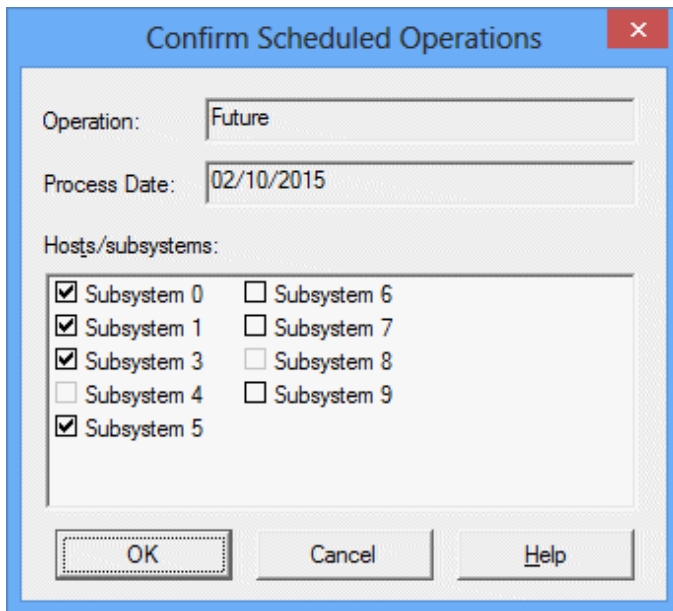 Confirm Scheduled Operations
Operation: Future
Process Date: 02/10/2015
Hosts/subsystems:
Subsystem 0 Subsystem 6
Subsystem 1 Subsystem 7
Subsystem 3 Subsystem 8
Subsystem 4 Subsystem 9
Subsystem 5
OK Cancel Help